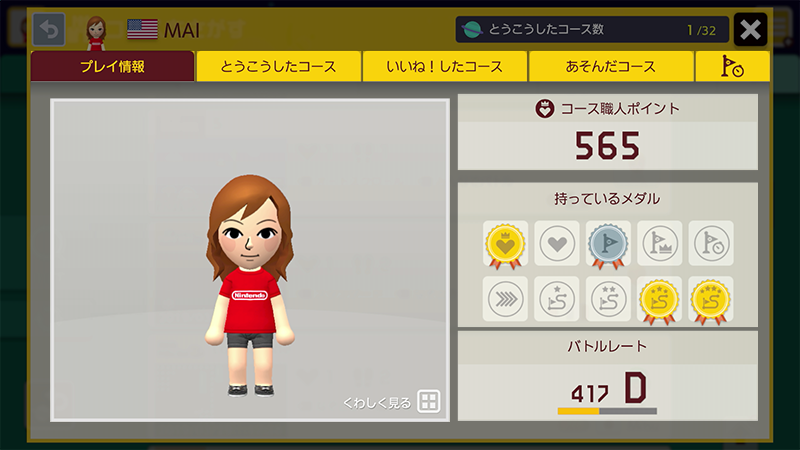 MAI
とうこうしたコース数 1/32
プレイ情報
とうこうしたコース
いいね！したコース
あそんだコース
コース職人ポイント
565
持っているメダル
Nintendo
バトルレート
417 D
くわしく見る